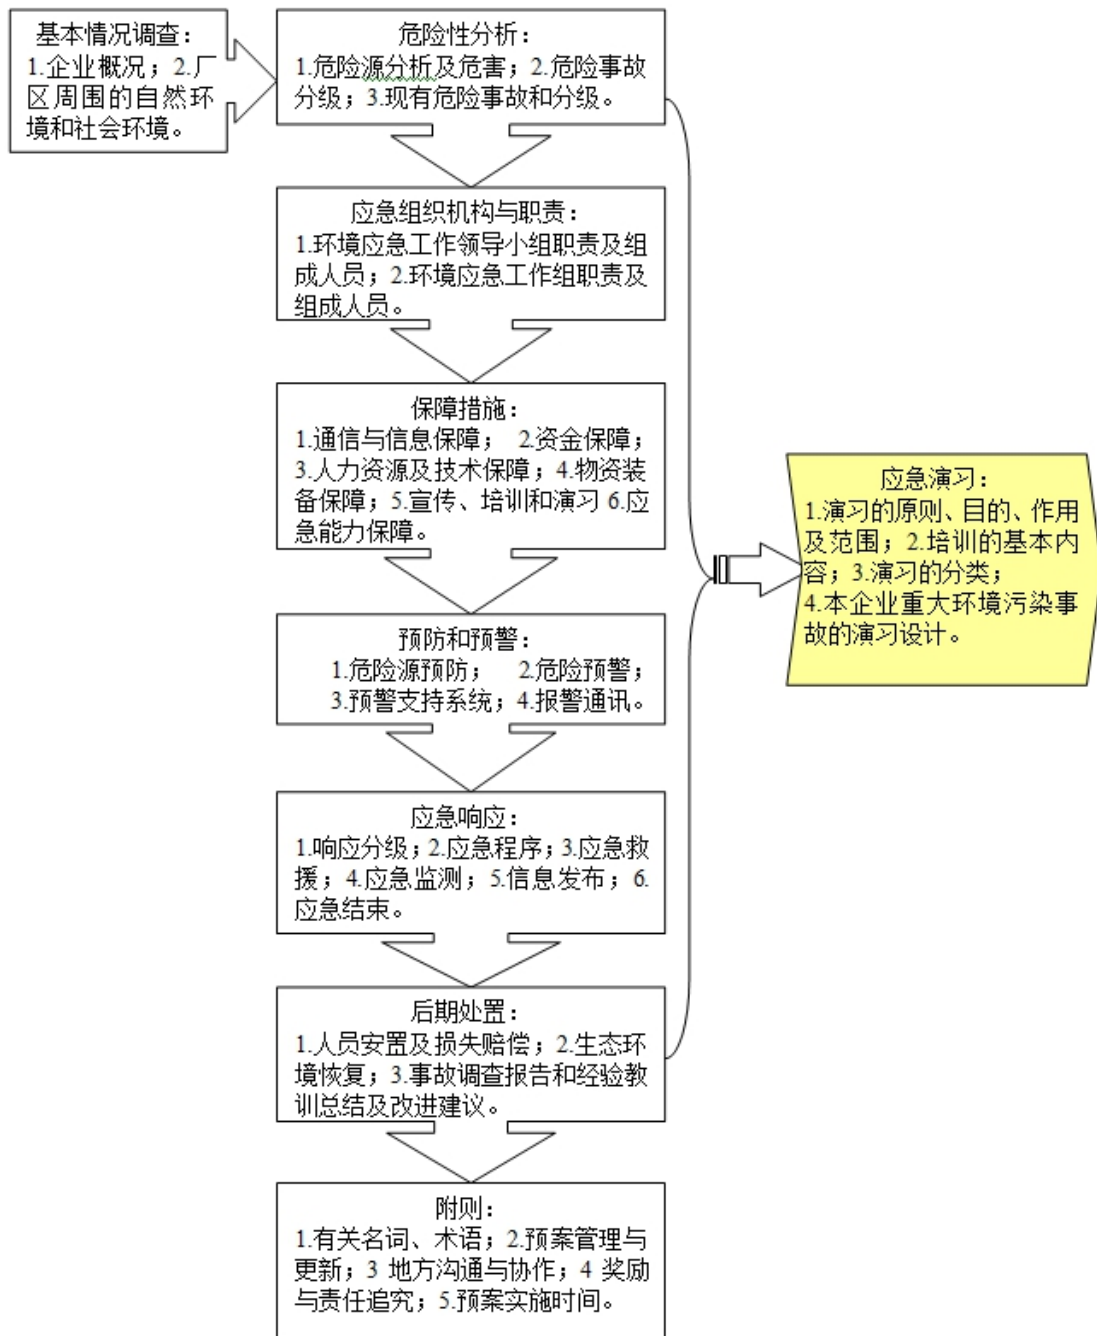 基本情况调查：
1.企业概况；2.厂
区周围的自然环
境和社会环境。
危险性分析：
1.危险源分析及危害；2.危险事故
分级；3.现有危险事故和分级。
应急组织机构与职责：
1.环境应急工作领导小组职责及组
成人员；2.环境应急工作组职责及
组成人员。
保障措施：
1.通信与信息保障； 2.资金保障；
3.人力资源及技术保障；4.物资装
备保障；5.宣传、培训和演习 6.应
急能力保障。
预防和预警：
1.危险源预防； 2.危险预警；
3.预警支持系统；4.报警通讯。
应急响应：
1.响应分级；2.应急程序；3.应急救
援；4.应急监测；5.信息发布；6.
应急结束。
后期处置：
1.人员安置及损失赔偿；2.生态环
境恢复；3.事故调查报告和经验教
训总结及改进建议。
附则：
1.有关名词、术语；2.预案管理与
更新；3 地方沟通与协作；4 奖励
与责任追究；5.预案实施时间。
应急演习：
1.演习的原则、目的、作用
及范围；2.培训的基本内
容；3.演习的分类；
4.本企业重大环境污染事
故的演习设计。